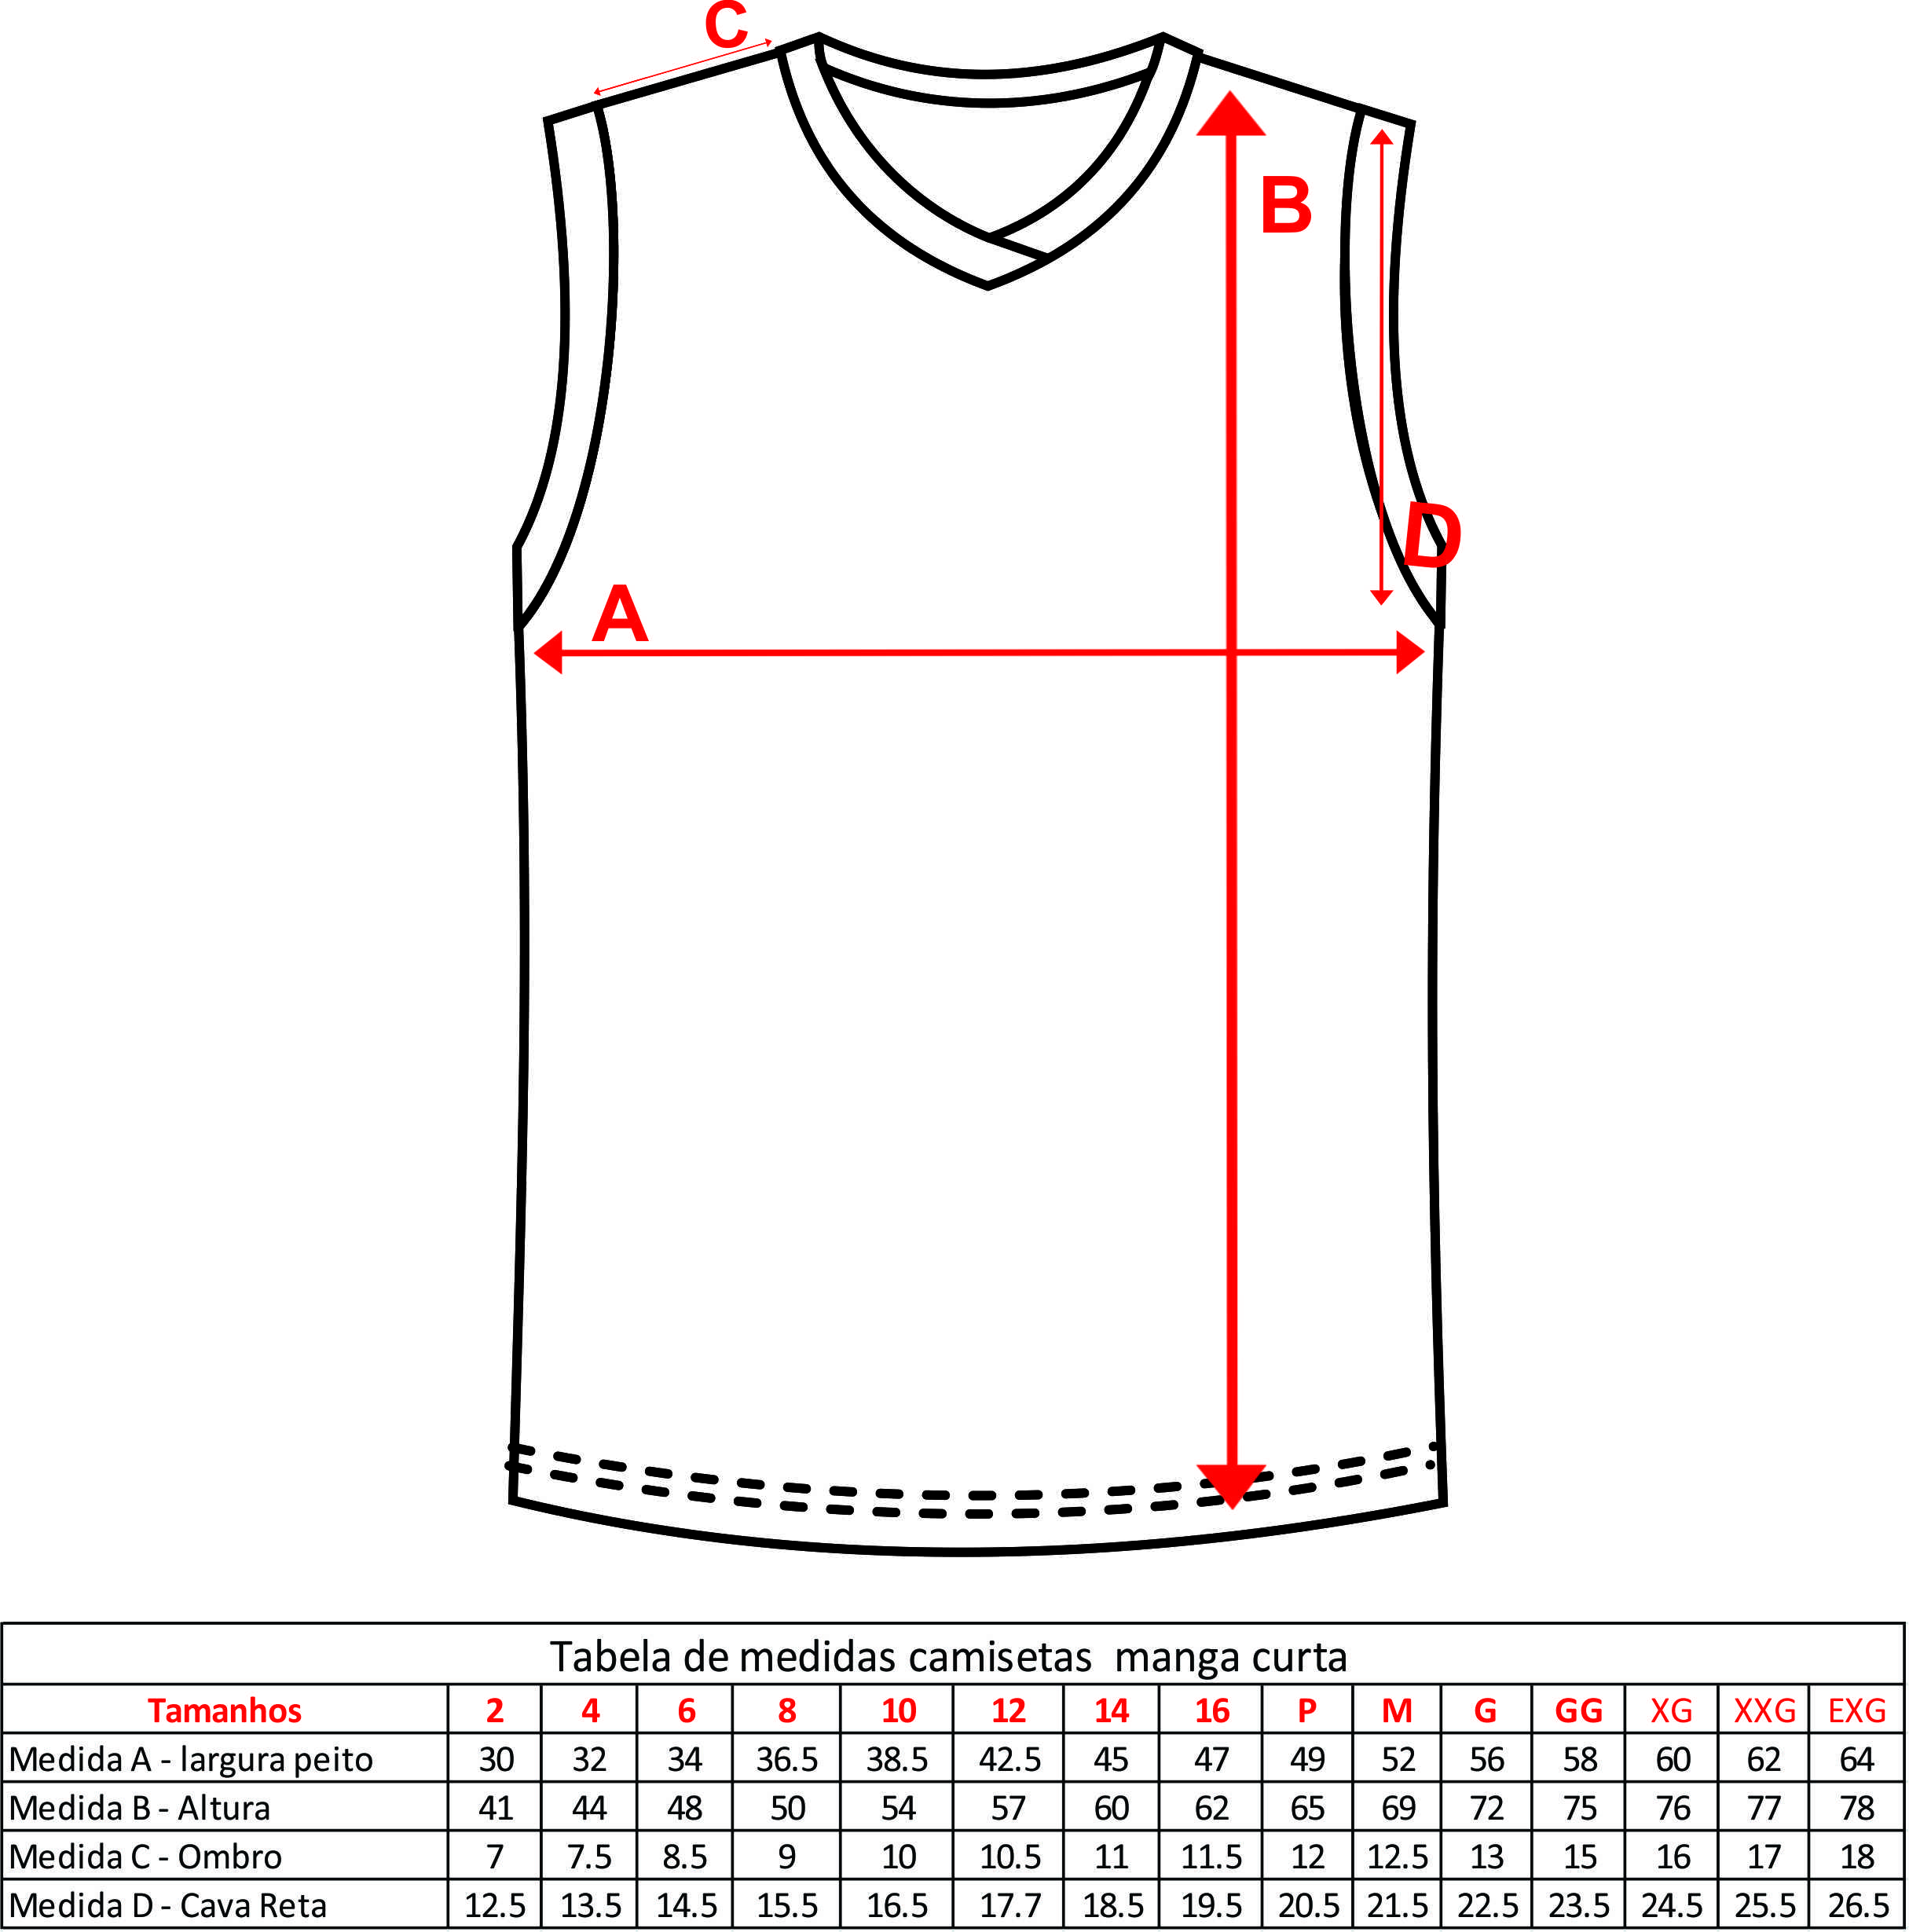 C
B
D
A
Tabela de medidas camisetas  manga curta
Tamanhos 2 4 6 8 10 12 14 16 P M G GG XG XXG EXG
Medida A - largura peito 30 32 34 36.5 38.5 42.5 45 47 49 52 56 58 60 62 64
Medida B - Altura 41 44 48 50 54 57 60 62 65 69 72 75 76 77 78
Medida C - Ombro 7 7.5 8.5 9 10 10.5 11 11.5 12 12.5 13 15 16 17 18
Medida D - Cava Reta 12.5 13.5 14.5 15.5 16.5 17.7 18.5 19.5 20.5 21.5 22.5 23.5 24.5 25.5 26.5